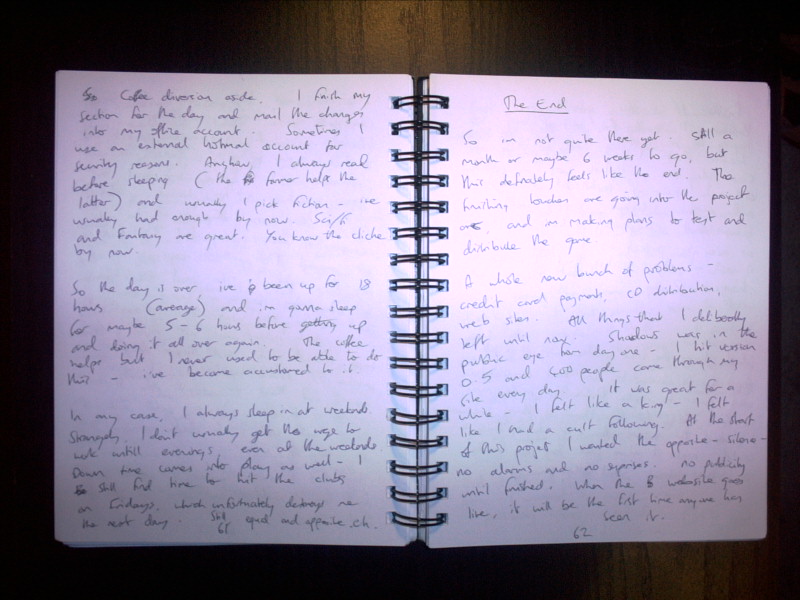 Coffee diversion aside, I finish my
section for the day and mail the changes
into my office account. Sometimes I
use an external hotmail account for
security reasons. Anyhow, I always read
before sleeping (the former helps the
latter) and usually I pick fiction - ive
usually had enough by now. Sci/fi
and Fantasy are great. You know the cliche
by now.
So the day is over. ive been up for 18
hours (average) and im gonna sleep
for maybe 5-6 hours before getting up
and doing it all over again. The coffee
helps but I never used to be able to do
this - ive become accustomed to it.
In my case, I always sleep in at weekends.
Strangely, I don't usually get the urge to
work untill evenings, even at the weekends.
Down time comes into play as well - I
still find time to hit the clubs
on Fridays, which unfortunately destroys me
the next day. Still equal and opposite, eh.
61
The End
So im not quite there yet. Still a
month or maybe 6 weeks to go, but
this definately feels like the end. The
finishing touches are going into the project
and im making plans to test and
distribute the game
A whole new bunch of problems -
credit card payments, CD distribution,
web sites. All things that I deliberatly
left until now. Shadows was in the
public eye from day one - I hit version
0.5 and 400 people came through my
site every day. It was great for a
while - I felt like a king - I felt
like I had a cult following. At the start
of this project I wanted the opposite - silence -
no alarms and no suprises. no publicity
until finished. When the B website goes
live, it will be the first time anyone has
seen it.
62